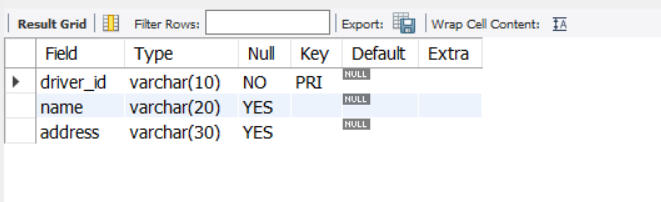 Result Grid Filter Rows: Export: Wrap Cell Content: IA
Field Type Null Key Default Extra
driver_id varchar(10) NO PRI NULL
name varchar(20) YES NULL
address varchar(30) YES NULL